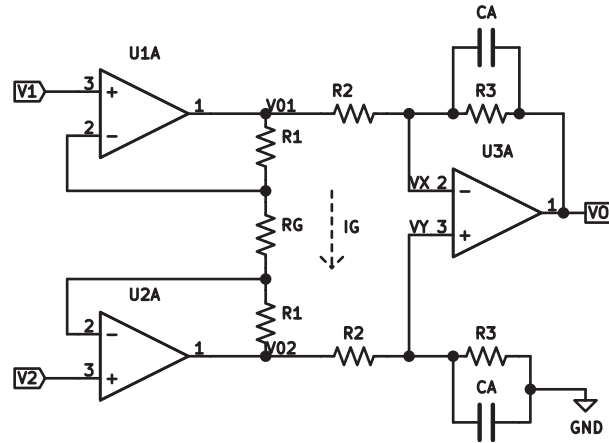 CA
U1A
V1
3
+
1
V01
R2
R3
2
−
R1
U3A
VX 2
−
1
VO
RG
IG
VY 3
+
U2A
R1
2
−
1
V02
R2
R3
V2
3
+
CA
GND